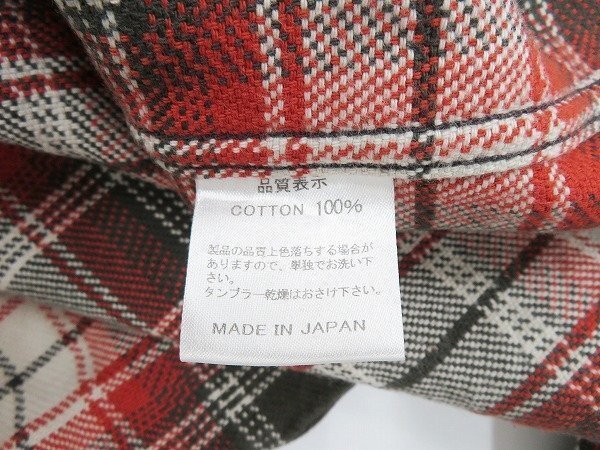 品質表示
COTTON 100%
製品の品質上色落ちする場合が
ありますので、単独でお洗い下
さい。
タンブラー乾燥はおさけ下さい。
MADE IN JAPAN